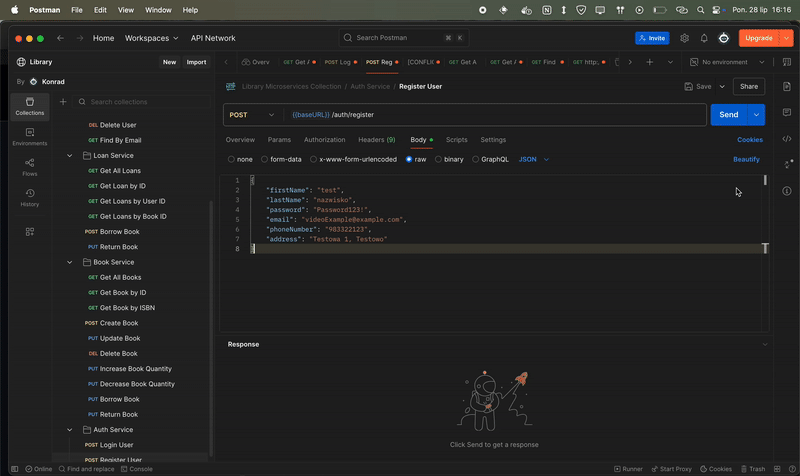 Postman File Edit View Window Help Pon. 28 lip 16:16
Home Workspaces API Network Search Postman ⌘ K Invite Upgrade
Library New Import Overv GET Get / POST Log POST Reg [CONFLI GET Get A GET Get / GET Find GET http:, No environment
By Konrad Library Microservices Collection / Auth Service / Register User Save Share
Collections
Environments
Flows
History
Search collections
DEL Delete User
GET Find By Email
Loan Service
GET Get All Loans
GET Get Loan by ID
GET Get Loans by User ID
GET Get Loans by Book ID
POST Borrow Book
PUT Return Book
Book Service
GET Get All Books
GET Get Book by ID
GET Get Book by ISBN
POST Create Book
PUT Update Book
DEL Delete Book
PUT Increase Book Quantity
PUT Decrease Book Quantity
PUT Borrow Book
PUT Return Book
Auth Service
POST Login User
POST Register User
POST {{baseURL}} /auth/register Send
Overview Params Authorization Headers (9) Body Scripts Settings Cookies
none form-data x-www-form-urlencoded raw binary GraphQL JSON Beautify
1 {
2 "firstName": "test",
3 "lastName": "nazwisko",
4 "password": "Password123!",
5 "email": "videoExample@example.com",
6 "phoneNumber": "983322123",
7 "address": "Testowa 1, Testowo"
8 }
Response
Click Send to get a response
Online Find and replace Console Runner Start Proxy Cookies Trash